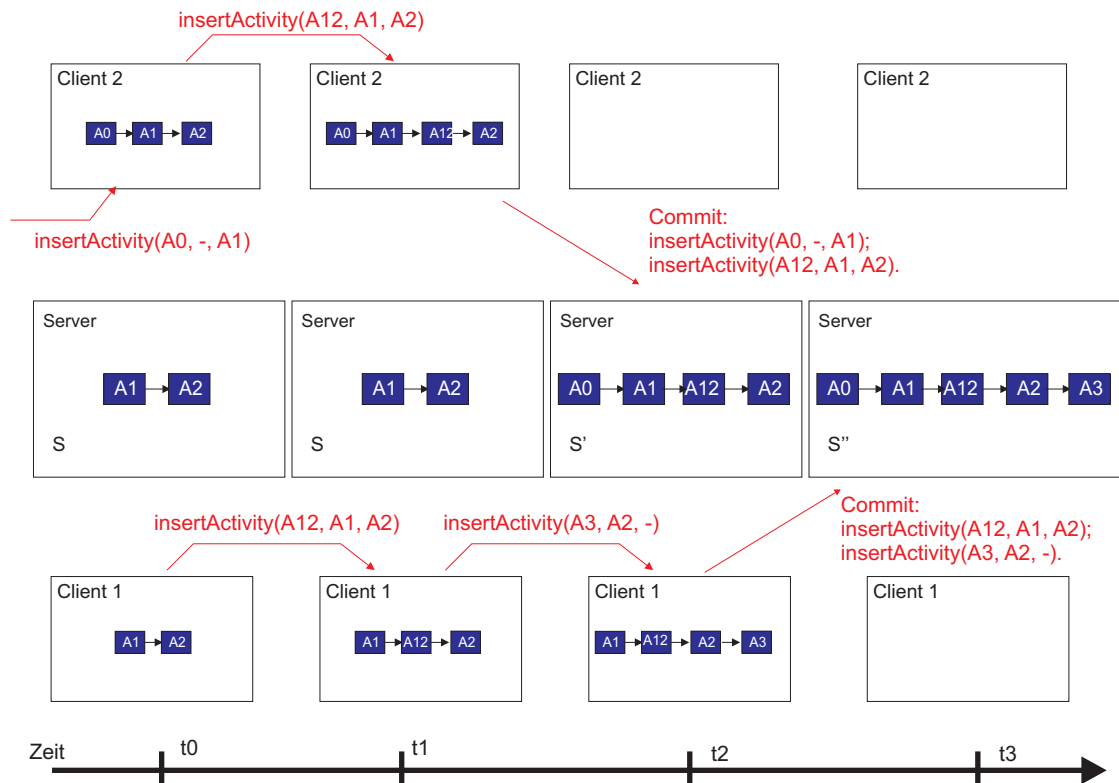 insertActivity(A12, A1, A2)
Client 2
A0 A1 A2
Client 2
A0 A1 A12 A2
Client 2
Client 2
insertActivity(A0, -, A1)
Commit:
insertActivity(A0, -, A1);
insertActivity(A12, A1, A2).
Server
A1 A2
S
Server
A1 A2
S
Server
A0 A1 A12 A2
S'
Server
A0 A1 A12 A2 A3
S''
insertActivity(A12, A1, A2)
insertActivity(A3, A2, -)
Commit:
insertActivity(A12, A1, A2);
insertActivity(A3, A2, -).
Client 1
A1 A2
Client 1
A1 A12 A2
Client 1
A1 A12 A2 A3
Client 1
Zeit t0 t1 t2 t3